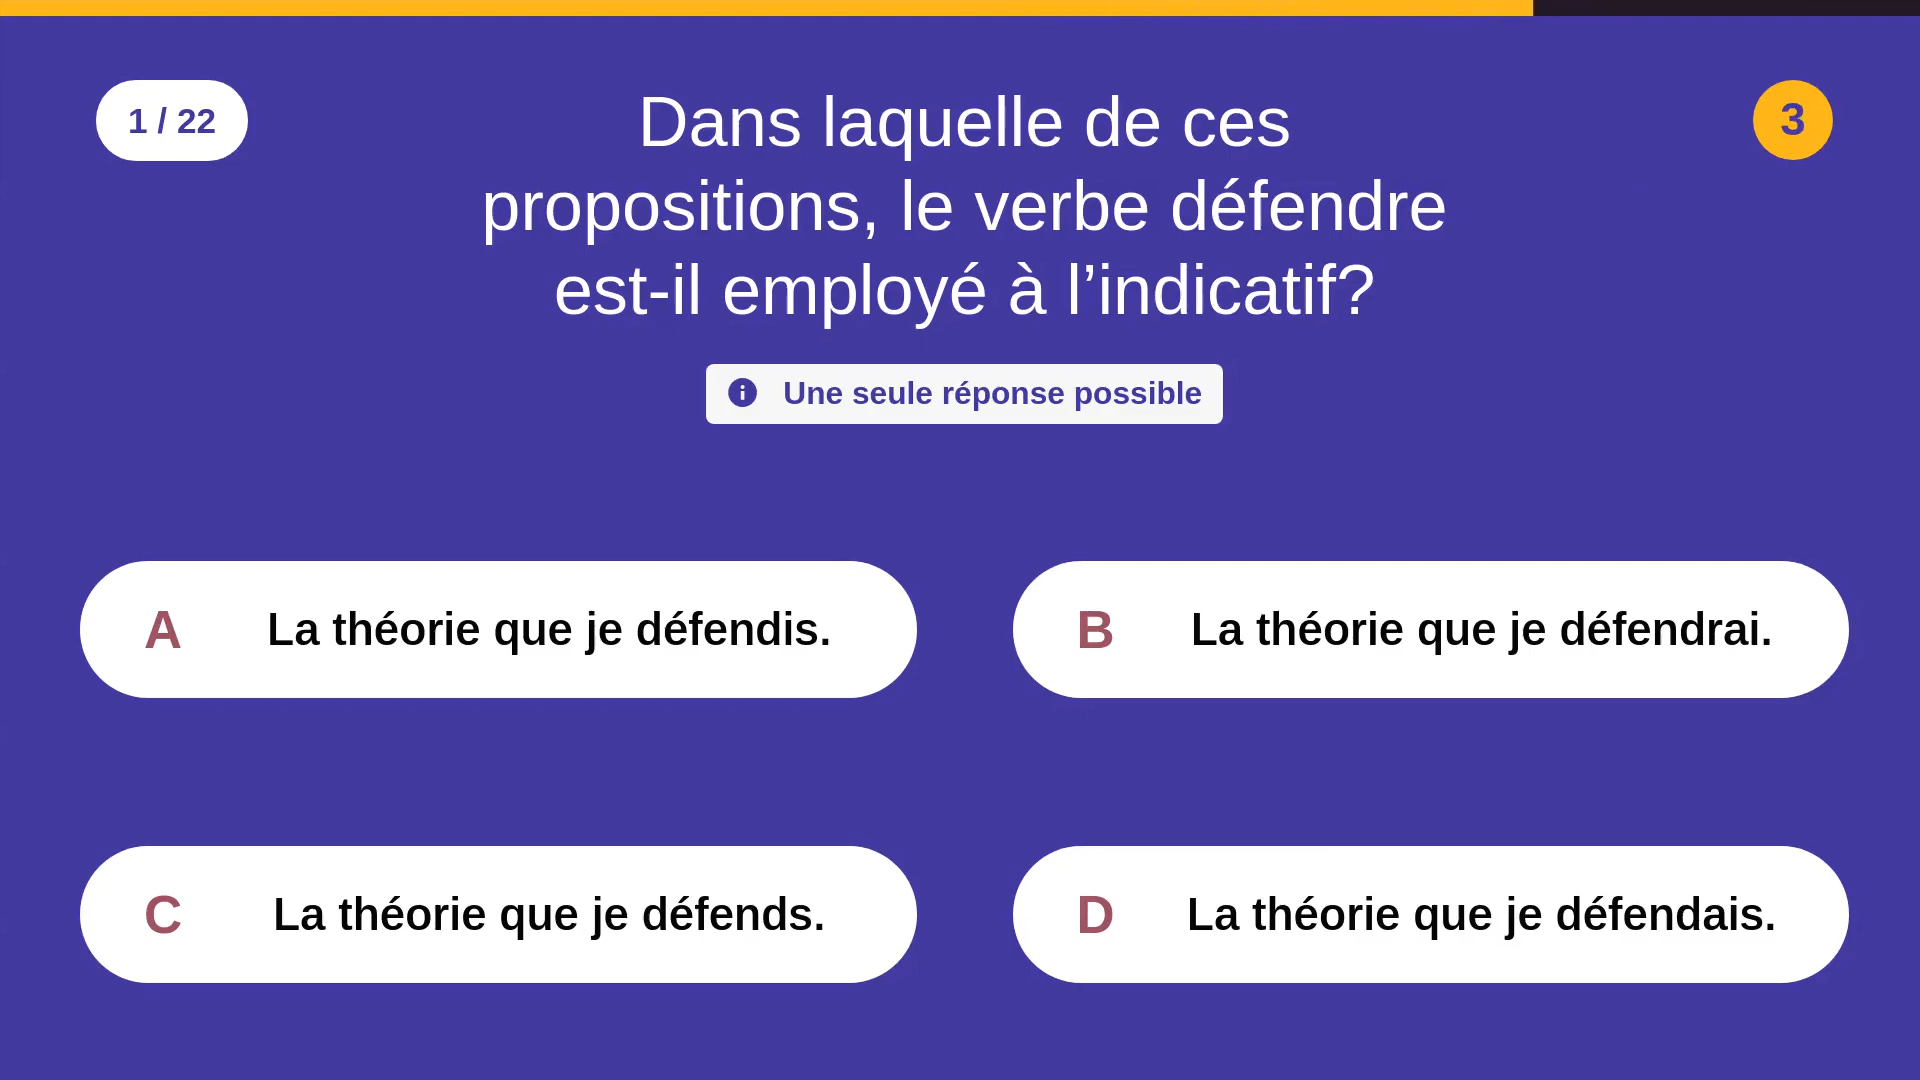 1 / 22
Dans laquelle de ces
propositions, le verbe défendre
est-il employé à l’indicatif?
3
Une seule réponse possible
A La théorie que je défendis.
B La théorie que je défendrai.
C La théorie que je défends.
D La théorie que je défendais.